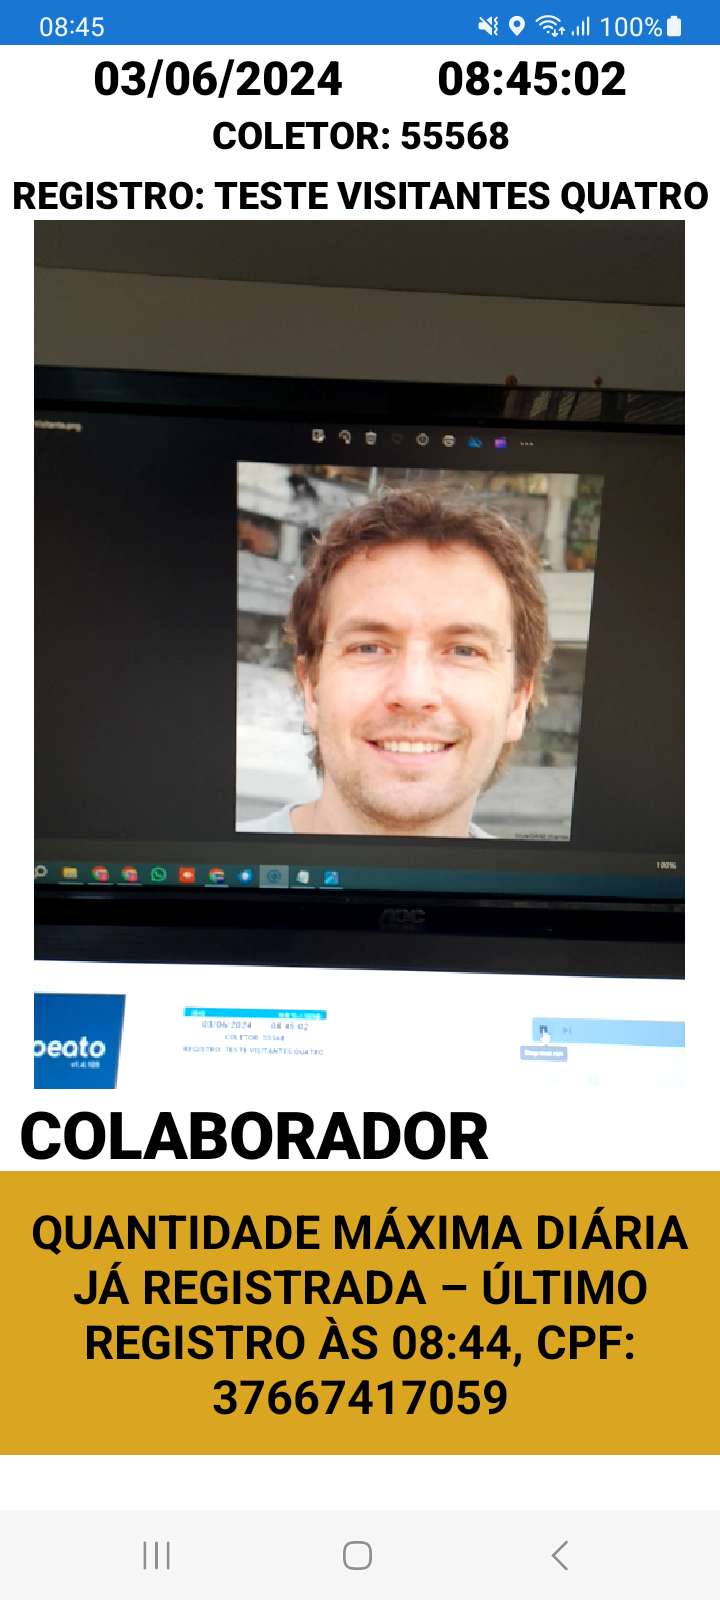 08:45 100%
03/06/2024 08:45:02
COLETOR: 55568
REGISTRO: TESTE VISITANTES QUATRO
100%
AOC
peato
03/06/2024 08:45:02
COLETOR: 55568
REGISTRO: TESTE VISITANTES QUATRO
COLABORADOR
QUANTIDADE MÁXIMA DIÁRIA
JÁ REGISTRADA – ÚLTIMO
REGISTRO ÀS 08:44, CPF:
37667417059